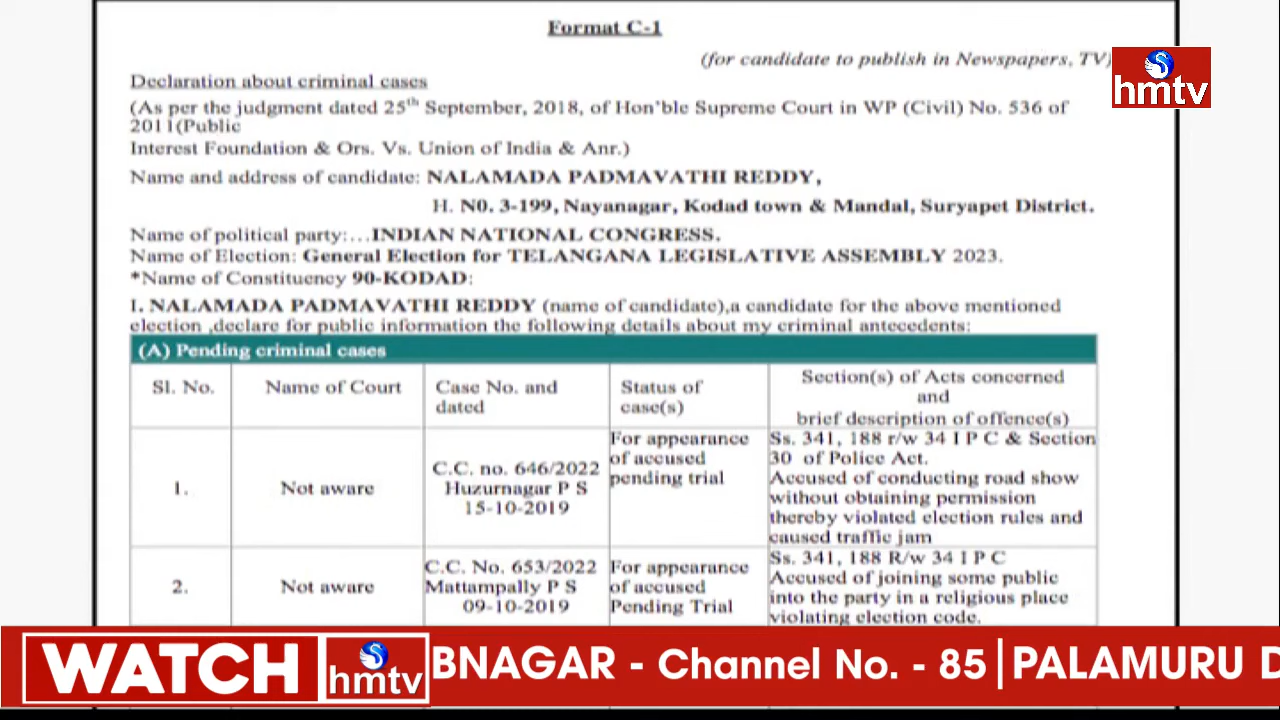 Format C-1
(for candidate to publish in Newspapers, TV)
hmtv
Declaration about criminal cases
(As per the judgment dated 25th September, 2018, of Hon'ble Supreme Court in WP (Civil) No. 536 of
2011(Public
Interest Foundation & Ors. Vs. Union of India & Anr.)
Name and address of candidate: NALAMADA PADMAVATHI REDDY,
H. N0. 3-199, Nayanagar, Kodad town & Mandal, Suryapet District.
Name of political party:...INDIAN NATIONAL CONGRESS.
Name of Election: General Election for TELANGANA LEGISLATIVE ASSEMBLY 2023.
*Name of Constituency 90-KODAD:
I. NALAMADA PADMAVATHI REDDY (name of candidate),a candidate for the above mentioned
election ,declare for public information the following details about my criminal antecedents:
(A) Pending criminal cases
Sl. No.
Name of Court
Case No. and
dated
Status of
case(s)
Section(s) of Acts concerned
and
brief description of offence(s)
1.
Not aware
C.C. no. 646/2022
Huzurnagar P S
15-10-2019
For appearance
of accused
pending trial
Ss. 341, 188 r/w 34 I P C & Section
30 of Police Act.
Accused of conducting road show
without obtaining permission
thereby violated election rules and
caused traffic jam
2.
Not aware
C.C. No. 653/2022
Mattampally P S
09-10-2019
For appearance
of accused
Pending Trial
Ss. 341, 188 R/w 34 I P C
Accused of joining some public
into the party in a religious place
violating election code.
WATCH hmtv BNAGAR - Channel No. - 85|PALAMURU D